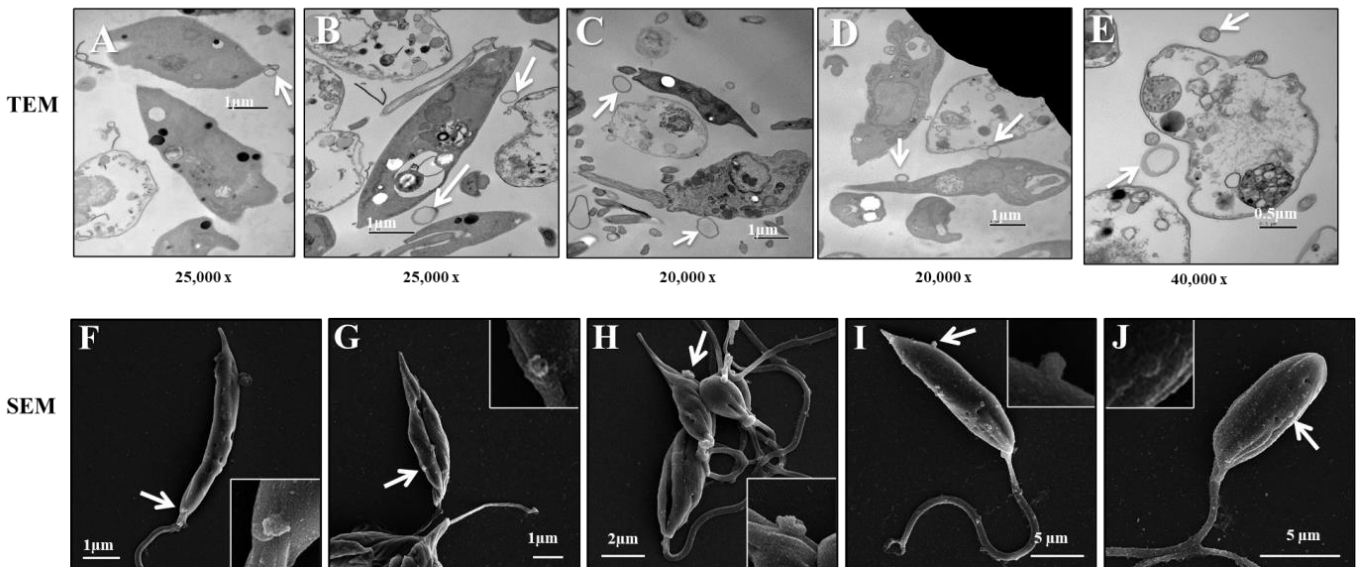 A B C D E
TEM
1µm 1µm 1µm 1µm 0.5µm
25,000 x 25,000 x 20,000 x 20,000 x 40,000 x
F G H I J
SEM
1µm 1µm 2µm 5 µm 5 µm